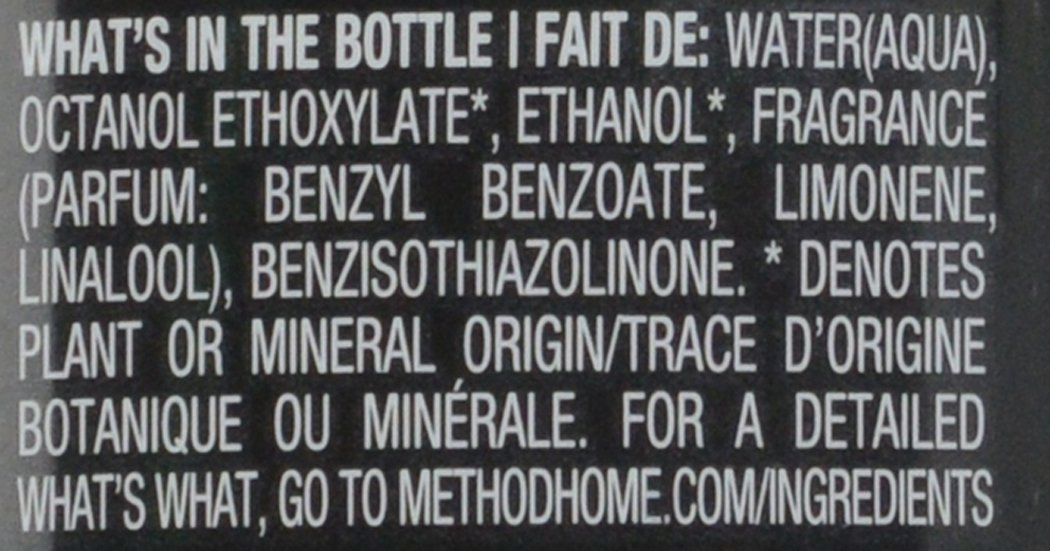 WHAT'S IN THE BOTTLE | FAIT DE: WATER(AQUA),
OCTANOL ETHOXYLATE*, ETHANOL*, FRAGRANCE
(PARFUM: BENZYL BENZOATE, LIMONENE,
LINALOOL), BENZISOTHIAZOLINONE. * DENOTES
PLANT OR MINERAL ORIGIN/TRACE D'ORIGINE
BOTANIQUE OU MINÉRALE. FOR A DETAILED
WHAT'S WHAT, GO TO METHODHOME.COM/INGREDIENTS